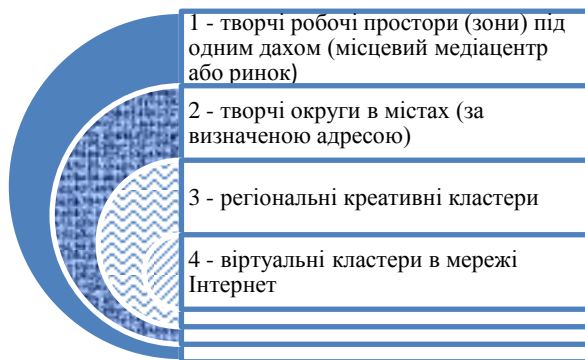 1 - творчі робочі простори (зони) під
одним дахом (місцевий медіацентр
або ринок)
2 - творчі округи в містах (за
визначеною адресою)
3 - регіональні креативні кластери
4 - віртуальні кластери в мережі
Інтернет